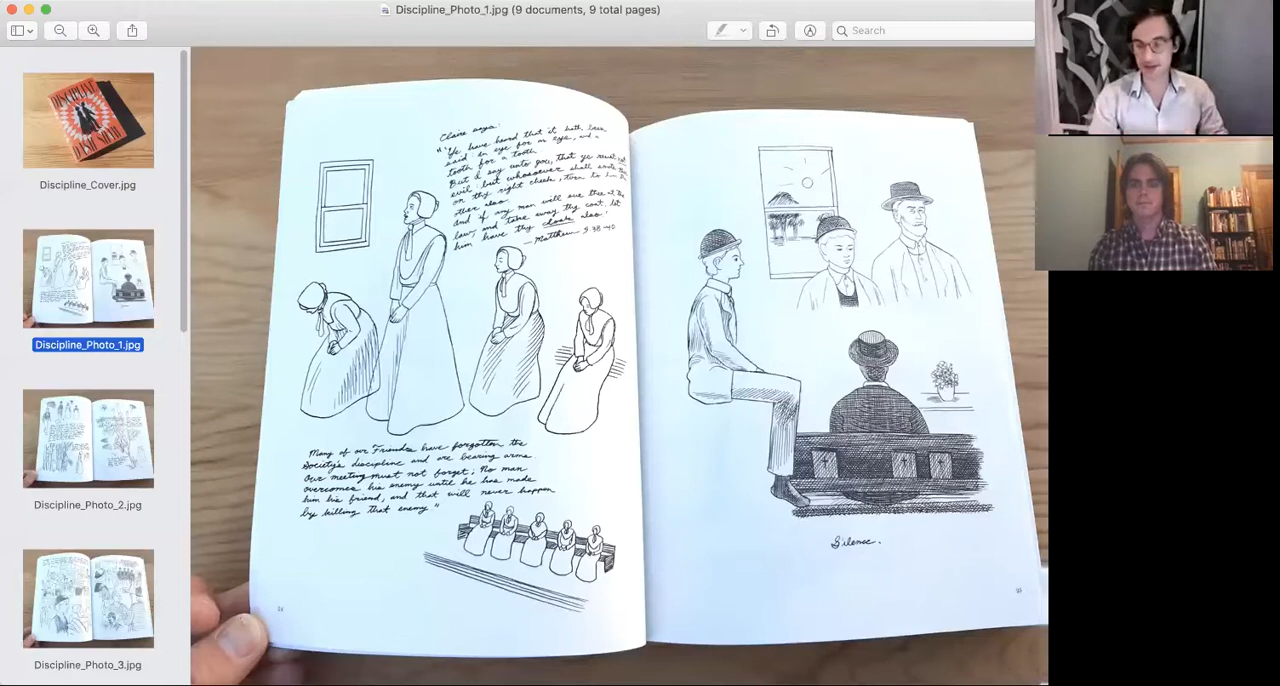 Discipline_Photo_1.jpg (9 documents, 9 total pages)
Search
DISCIPLINE
DASH SHAW
Discipline_Cover.jpg
Discipline_Photo_1.jpg
Discipline_Photo_2.jpg
Discipline_Photo_3.jpg
Claire says:
"'Ye have heard that it hath been
said an eye for an eye, and a
tooth for a tooth.
But I say unto you, that ye resist not
evil: but whosoever shall smite thee
on thy right cheek, turn to him the
other also.
And if any man will sue thee at the
law, and take away thy coat, let
him have thy cloak also.'
— Matthew 5:38-40
Many of our Friends have forgotten the
Society's discipline and are bearing arms.
Our meeting must not forget; No man
overcomes his enemy until he has made
him his friend, and that will never happen
by killing that enemy"
Silence.